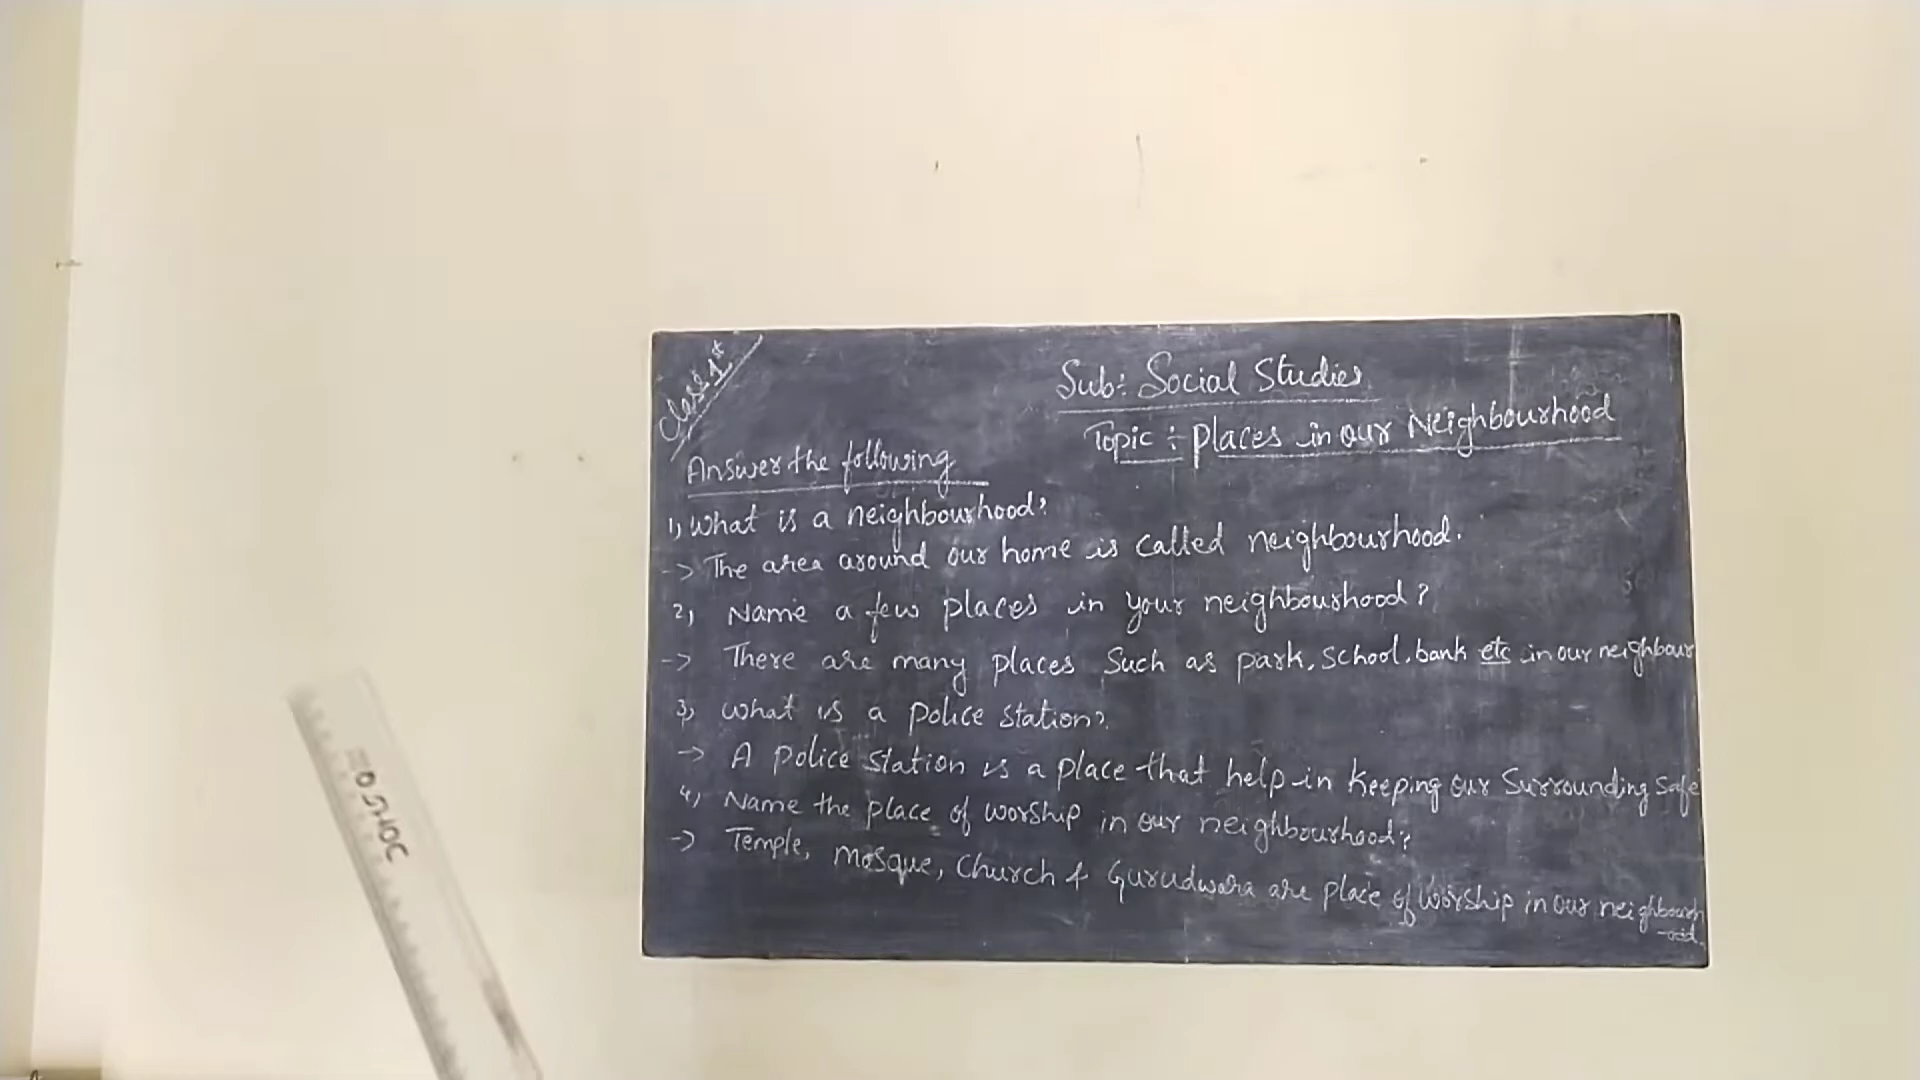 Class:1st
Sub: Social Studies
Topic: Places in our Neighbourhood
Answer the following
1) What is a neighbourhood?
-> The area around our home is called neighbourhood.
2) Name a few places in your neighbourhood?
-> There are many places Such as park, School, bank etc in our neighbour
3) What is a police station?
-> A police station is a place that help in keeping our Surrounding safe
4) Name the place of worship in our neighbourhood?
-> Temple, Mosque, Church & Gurudwara are place of worship in our neighbourh
-ood.